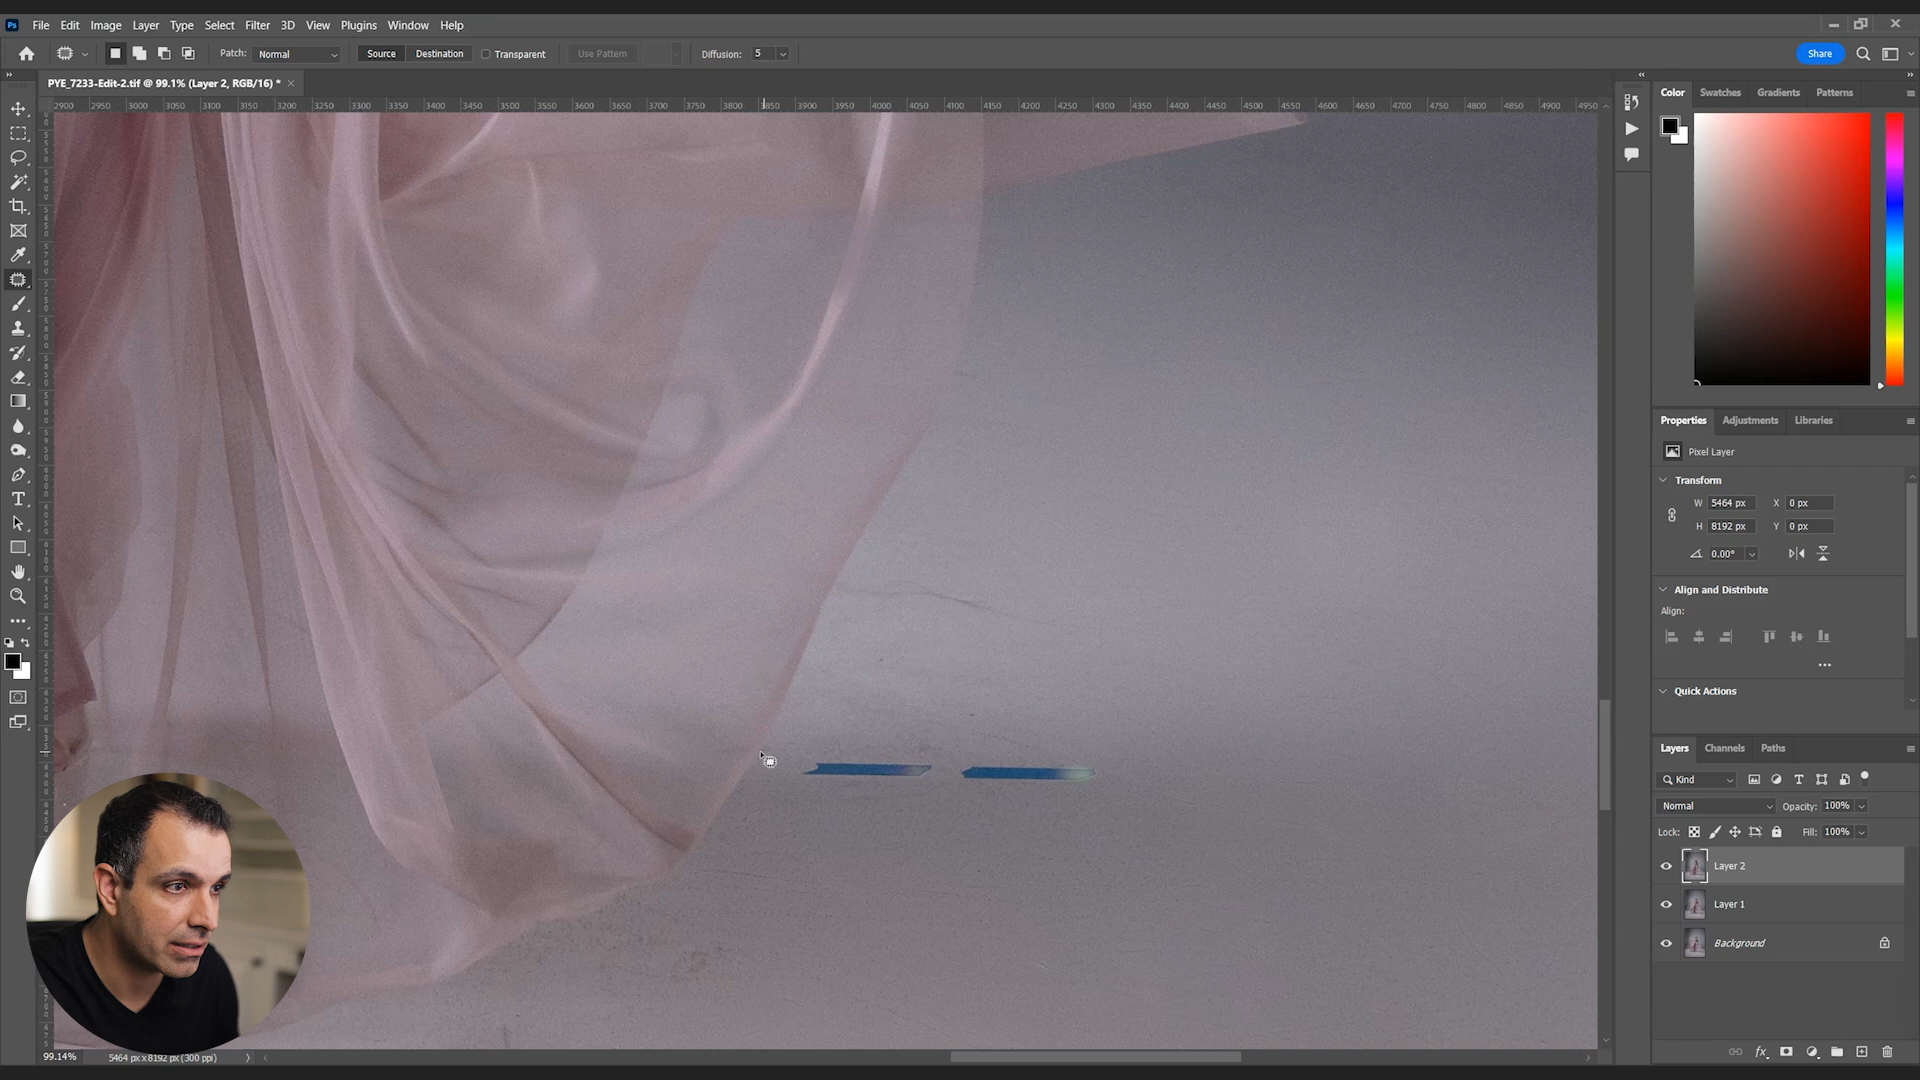 Ps File Edit Image Layer Type Select Filter 3D View Plugins Window Help
Patch: Normal Source Destination Transparent Use Pattern Diffusion: 5 Share
PYE_7233-Edit-2.tif @ 99.1% (Layer 2, RGB/16) * ×
2900 2950 3000 3050 3100 3150 3200 3250 3300 3350 3400 3450 3500 3550 3600 3650 3700 3750 3800 3850 3900 3950 4000 4050 4100 4150 4200 4250 4300 4350 4400 4450 4500 4550 4600 4650 4700 4750 4800 4850 4900 4950
Color Swatches Gradients Patterns
Properties Adjustments Libraries
Pixel Layer
Transform
W 5464 px X 0 px
H 8192 px Y 0 px
0.00°
Align and Distribute
Align:
Quick Actions
Layers Channels Paths
Kind
Normal Opacity: 100%
Lock: Fill: 100%
Layer 2
Layer 1
Background
fx
99.14% 5464 px x 8192 px (300 ppi)